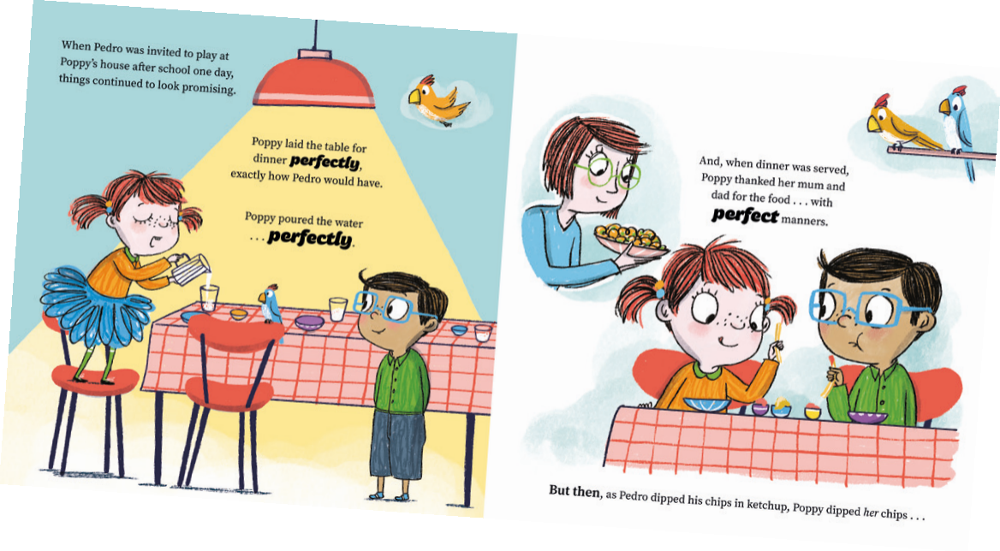 When Pedro was invited to play at
Poppy's house after school one day,
things continued to look promising.
Poppy laid the table for
dinner perfectly,
exactly how Pedro would have.
Poppy poured the water
. . . perfectly.
And, when dinner was served,
Poppy thanked her mum and
dad for the food . . . with
perfect manners.
But then, as Pedro dipped his chips in ketchup, Poppy dipped her chips . . .